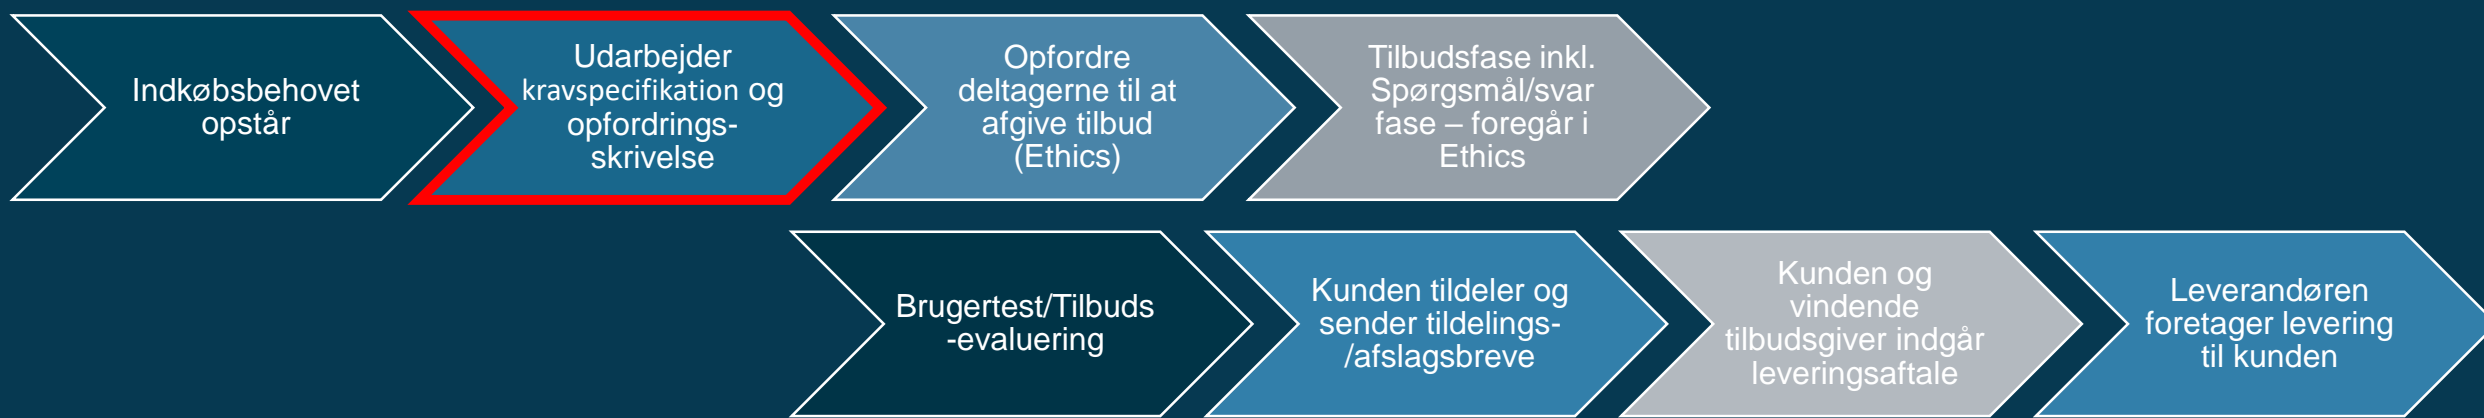 Indkøbsbehovet
opstår
Udarbejder
kravspecifikation og
opfordrings-
skrivelse
Opfordre
deltagerne til at
afgive tilbud
(Ethics)
Tilbudsfase inkl.
Spørgsmål/svar
fase – foregår i
Ethics
Brugertest/Tilbuds
-evaluering
Kunden tildeler og
sender tildelings-
/afslagsbreve
Kunden og
vindende
tilbudsgiver indgår
leveringsaftale
Leverandøren
foretager levering
til kunden